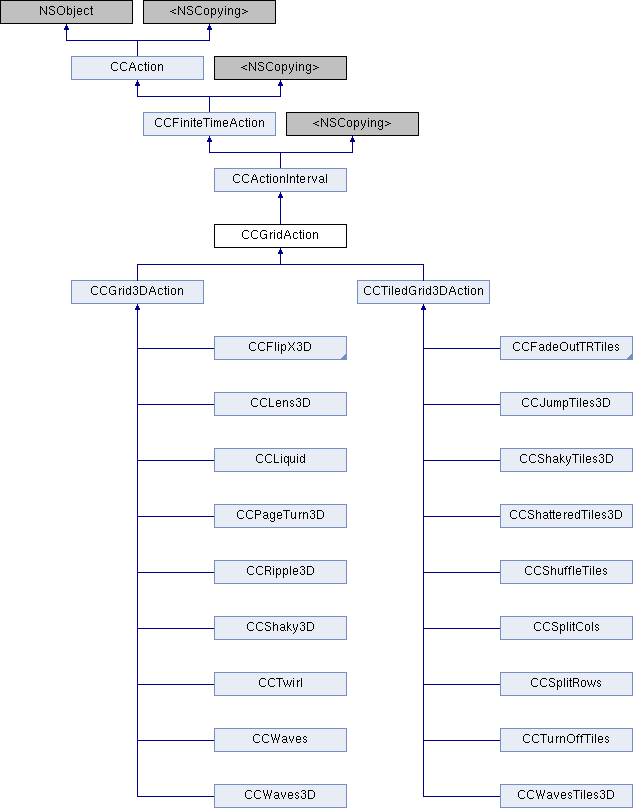 NSObject
<NSCopying>
CCAction
<NSCopying>
CCFiniteTimeAction
<NSCopying>
CCActionInterval
CCGridAction
CCGrid3DAction
CCTiledGrid3DAction
CCFlipX3D
CCFadeOutTRTiles
CCLens3D
CCJumpTiles3D
CCLiquid
CCShakyTiles3D
CCPageTurn3D
CCShatteredTiles3D
CCRipple3D
CCShuffleTiles
CCShaky3D
CCSplitCols
CCTwirl
CCSplitRows
CCWaves
CCTurnOffTiles
CCWaves3D
CCWavesTiles3D